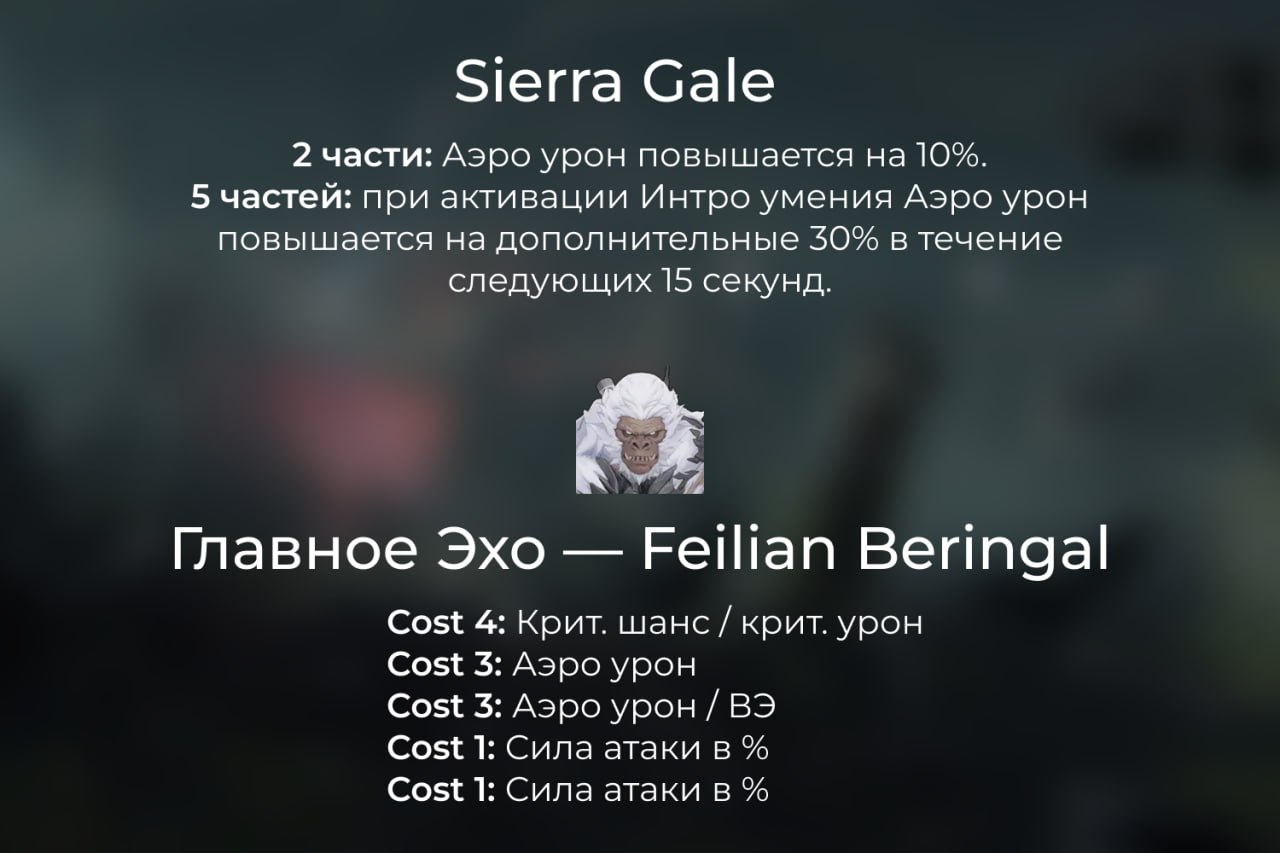 Sierra Gale
2 части: Аэро урон повышается на 10%.
5 частей: при активации Интро умения Аэро урон
повышается на дополнительные 30% в течение
следующих 15 секунд.
Главное Эхо — Feilian Beringal
Cost 4: Крит. шанс / крит. урон
Cost 3: Аэро урон
Cost 3: Аэро урон / ВЭ
Cost 1: Сила атаки в %
Cost 1: Сила атаки в %